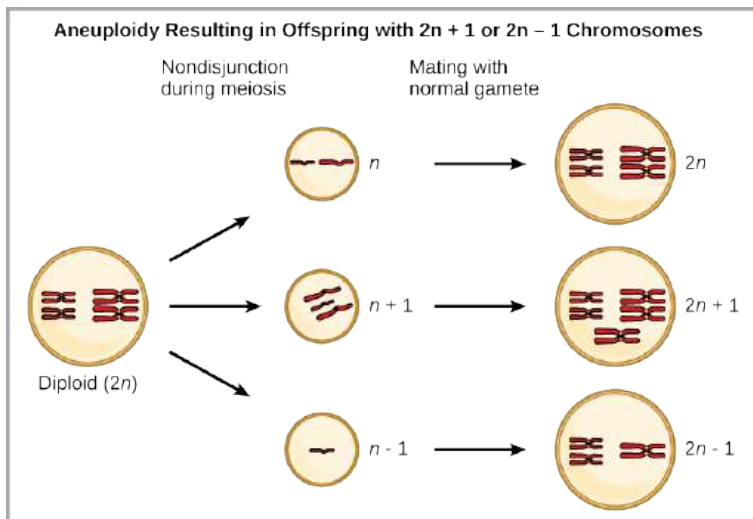 Aneuploidy Resulting in Offspring with 2n + 1 or 2n – 1 Chromosomes
Nondisjunction
during meiosis
Mating with
normal gamete
n
2n
n + 1
2n + 1
Diploid (2n)
n - 1
2n - 1